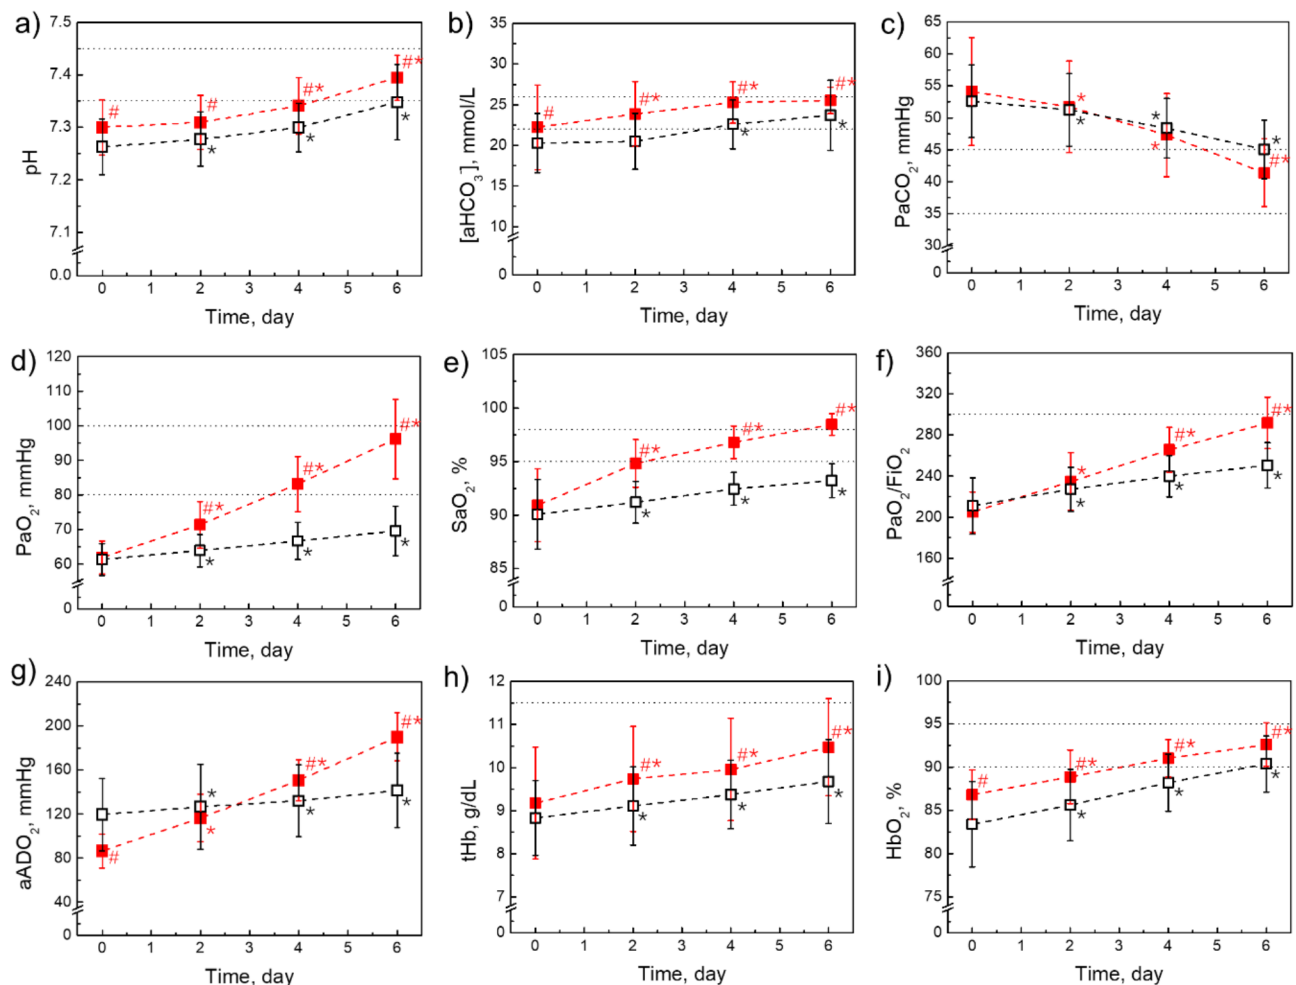 a)
7.5
7.4
7.3
7.2
7.1
0.0
pH
# # #* #*
* * *
0 1 2 3 4 5 6
Time, day
b)
35
30
25
20
15
10
5
0
[aHCO3], mmol/L
# #* #* #*
* *
0 1 2 3 4 5 6
Time, day
c)
65
60
55
50
45
40
35
30
0
PaCO2, mmHg
* * #*
* * *
0 1 2 3 4 5 6
Time, day
d)
120
110
100
90
80
70
60
0
PaO2, mmHg
#* #* #*
* * *
0 1 2 3 4 5 6
Time, day
e)
105
100
95
90
85
0
SaO2, %
#* #* #*
* * *
0 1 2 3 4 5 6
Time, day
f)
360
300
240
200
160
0
PaO2/FiO2
* #* #*
* * *
0 1 2 3 4 5 6
Time, day
g)
240
200
160
120
80
40
0
aADO2, mmHg
# * #* #*
* * *
0 1 2 3 4 5 6
Time, day
h)
12
11
10
9
8
7
0
tHb, g/dL
#* #* #*
* * *
0 1 2 3 4 5 6
Time, day
i)
100
95
90
85
80
75
0
HbO2, %
# #* #* #*
* * *
0 1 2 3 4 5 6
Time, day